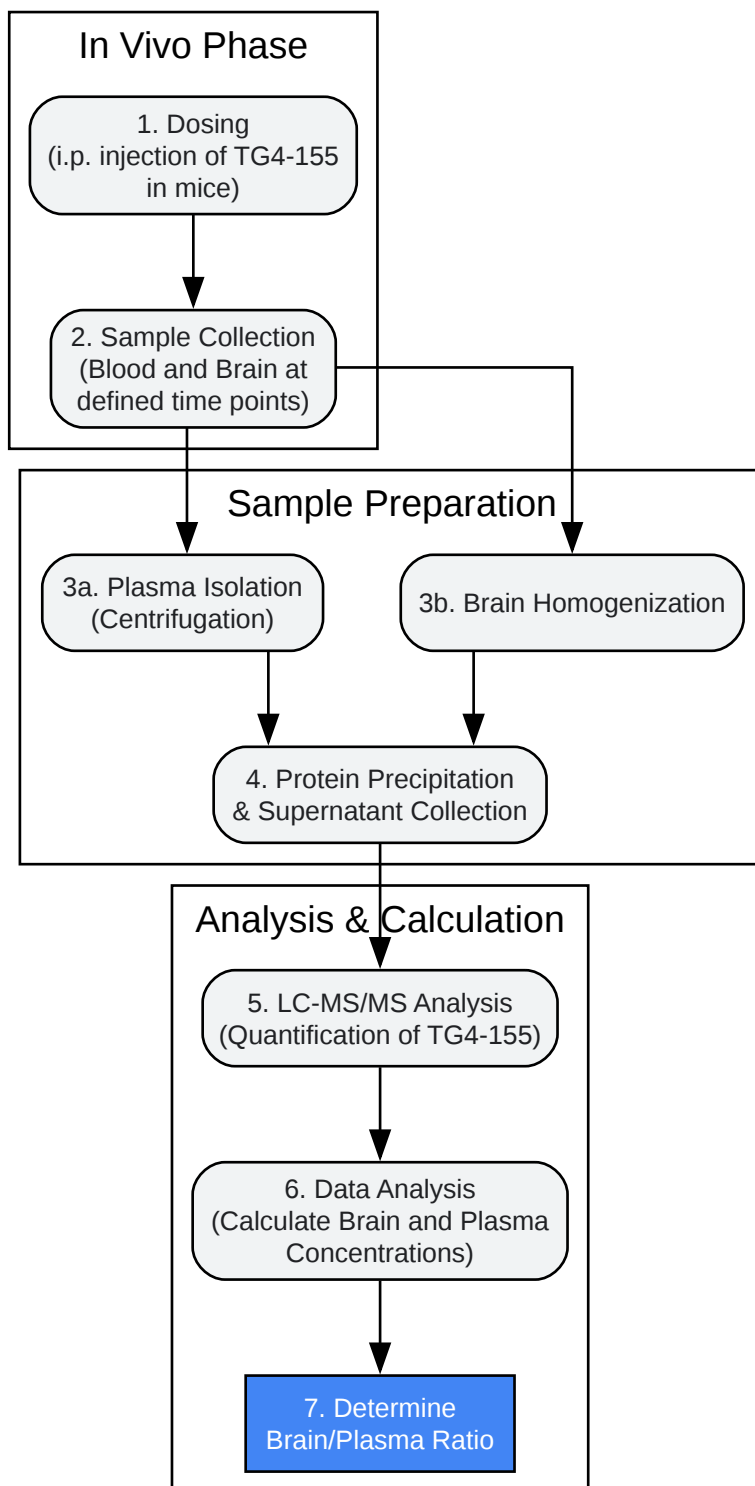 In Vivo Phase
1. Dosing
(i.p. injection of TG4-155
in mice)
2. Sample Collection
(Blood and Brain at
defined time points)
Sample Preparation
3a. Plasma Isolation
(Centrifugation)
3b. Brain Homogenization
4. Protein Precipitation
& Supernatant Collection
Analysis & Calculation
5. LC-MS/MS Analysis
(Quantification of TG4-155)
6. Data Analysis
(Calculate Brain and Plasma
Concentrations)
7. Determine
Brain/Plasma Ratio